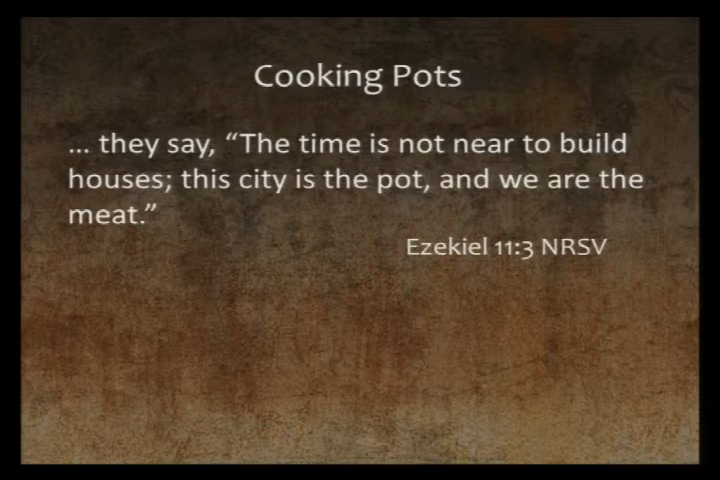 Cooking Pots
... they say, “The time is not near to build
houses; this city is the pot, and we are the
meat.”
Ezekiel 11:3 NRSV